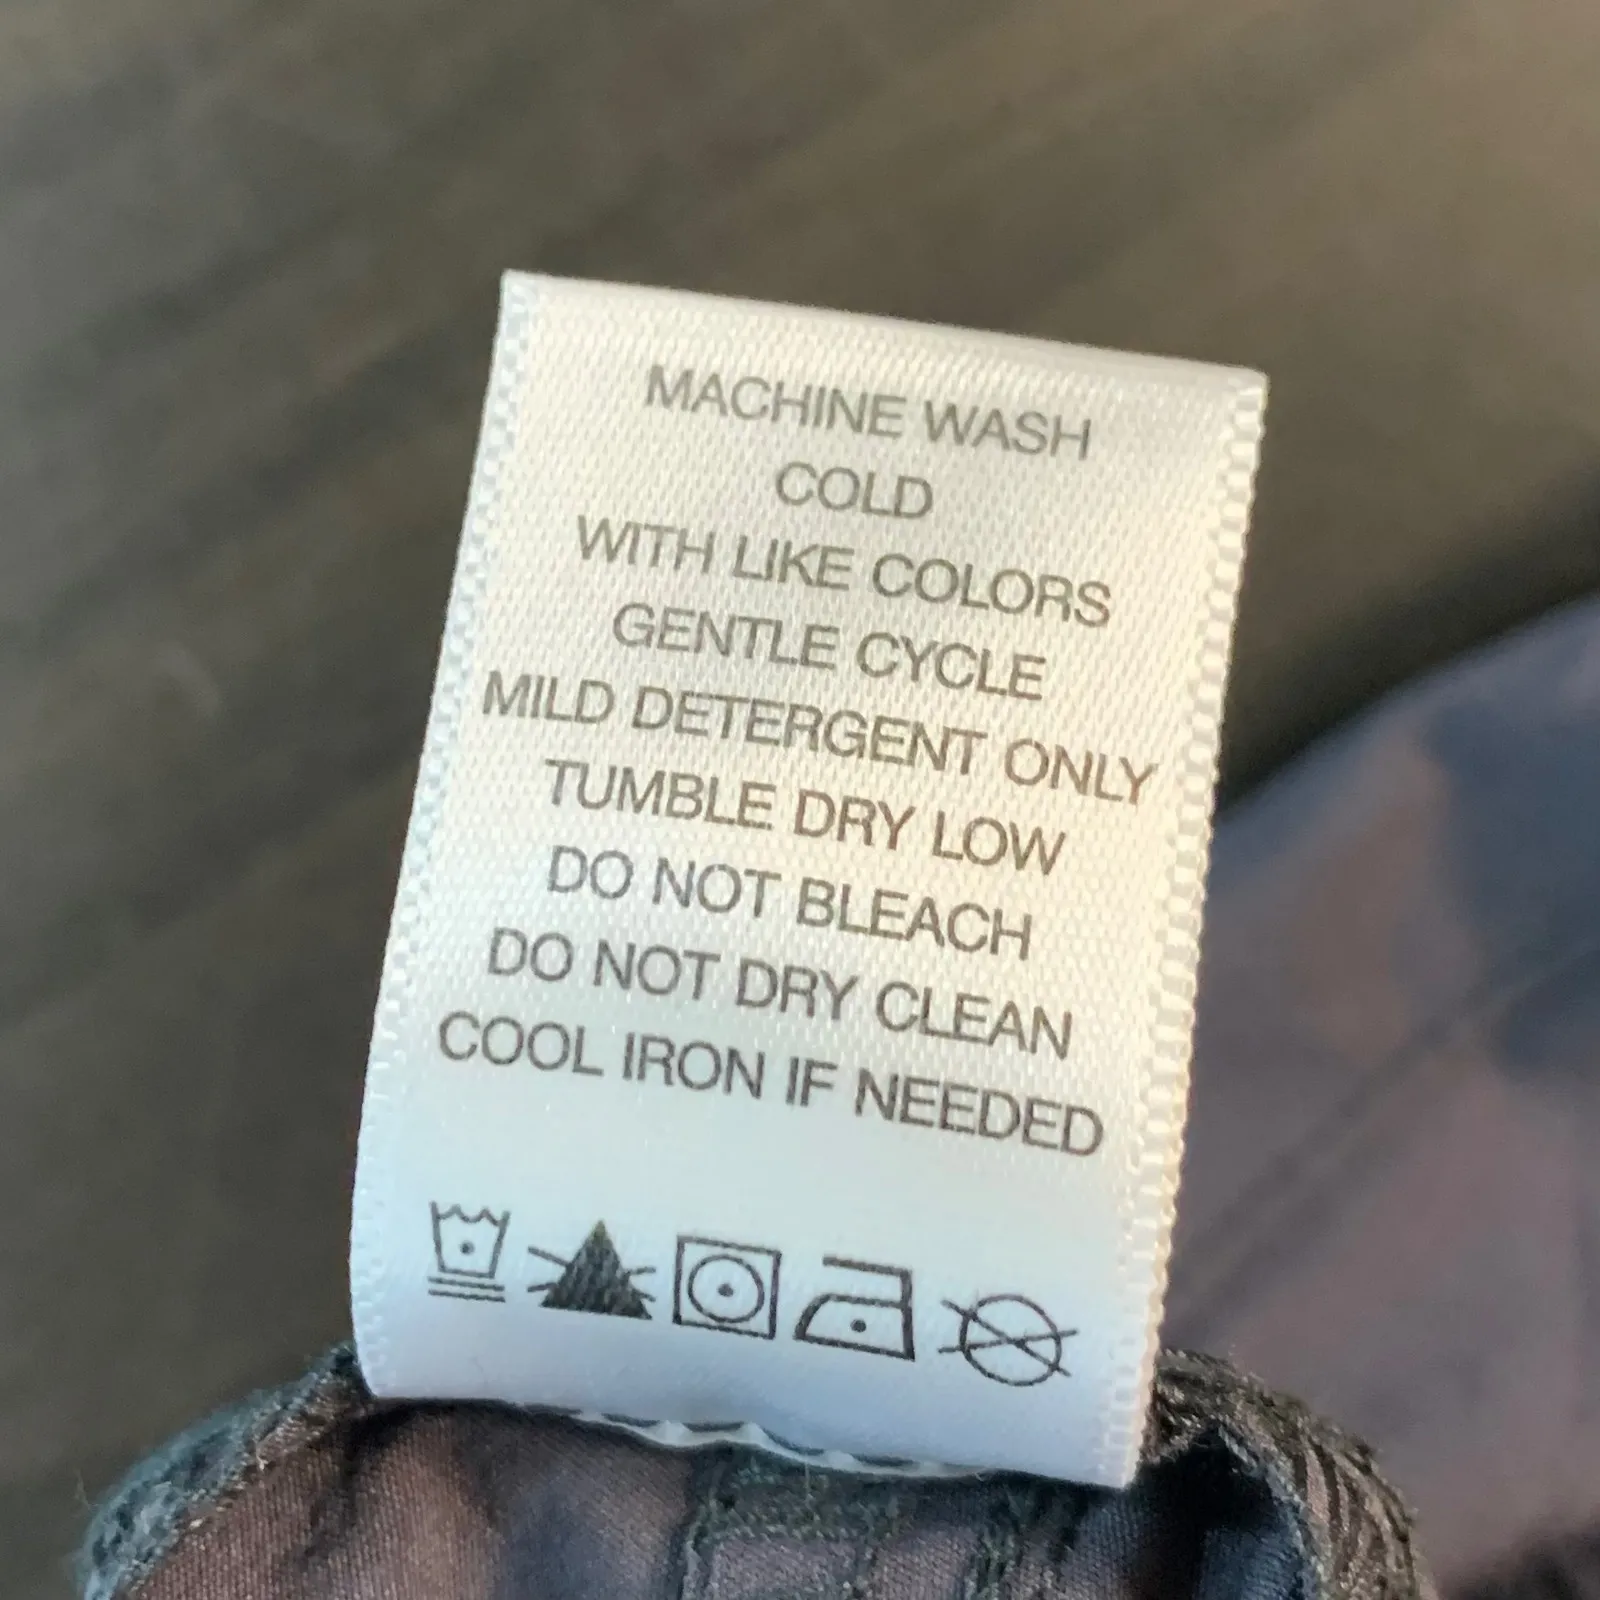 MACHINE WASH
COLD
WITH LIKE COLORS
GENTLE CYCLE
MILD DETERGENT ONLY
TUMBLE DRY LOW
DO NOT BLEACH
DO NOT DRY CLEAN
COOL IRON IF NEEDED